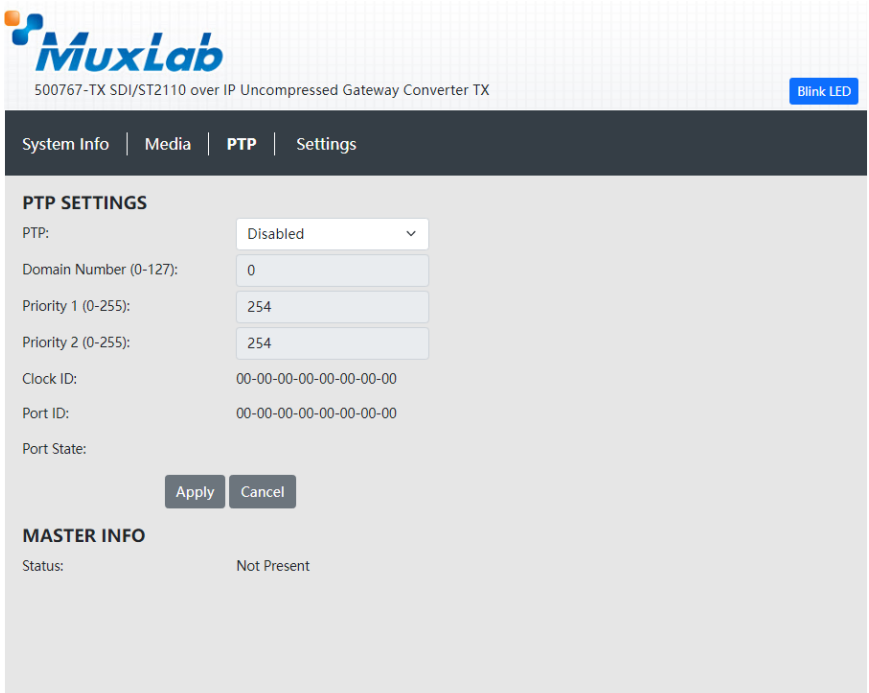 MuxLab
500767-TX SDI/ST2110 over IP Uncompressed Gateway Converter TX
Blink LED
System Info Media PTP Settings
PTP SETTINGS
PTP: Disabled
Domain Number (0-127): 0
Priority 1 (0-255): 254
Priority 2 (0-255): 254
Clock ID: 00-00-00-00-00-00-00-00
Port ID: 00-00-00-00-00-00-00-00
Port State:
Apply Cancel
MASTER INFO
Status: Not Present